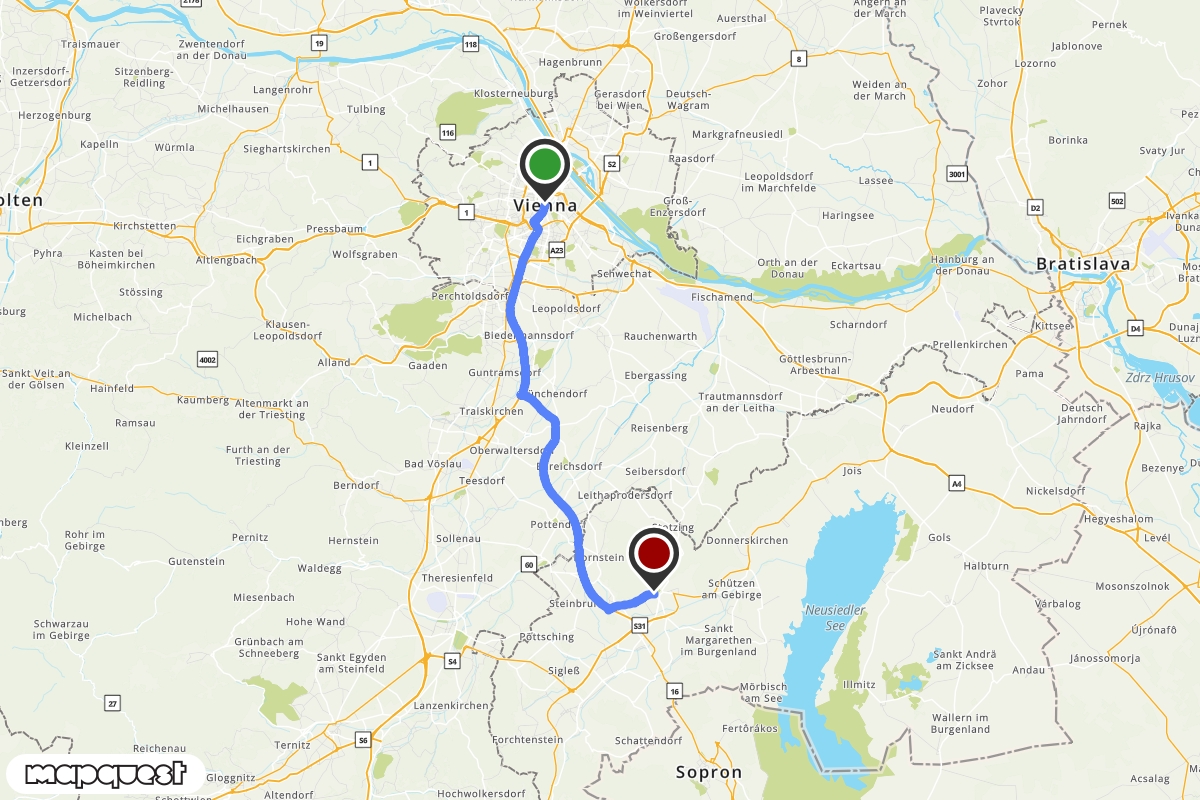 2178
Wolkersdorf
im Weinviertel
Auersthal
Angern an
der March
Plavecky
Stvrtok
Pernek
Traismauer
Zwentendorf
an der Donau
19
118
Großengersdorf
8
Jablonove
Lozorno
Inzersdorf-
Getzersdorf
Sitzenberg-
Reidling
Langenrohr
Hagenbrunn
Klosterneuburg
Gerasdorf
bei Wien
Deutsch-
Wagram
Weiden an
der March
Zohor
Herzogenburg
Michelhausen
Tulbing
116
Markgrafneusiedl
Borinka
Kapelln
Würmla
Sieghartskirchen
1
S2
Raasdorf
Leopoldsdorf
im Marchfelde
Lassee
3001
Svaty Jur
olten
1
Vienna
Groß-
Enzersdorf
Haringsee
D2
502
Ivanka
Duna
Kirchstetten
Pressbaum
Eichgraben
A23
Pyhra
Kasten bei
Böheimkirchen
Altlengbach
Wolfsgraben
Schwechat
Orth an der
Donau
Eckartsau
Hainburg an
der Donau
Bratislava
Most
Brat
Stössing
Perchtoldsdorf
Leopoldsdorf
Fischamend
sburg
Michelbach
Klausen-
Leopoldsdorf
Biedermannsdorf
Rauchenwarth
Scharndorf
Kittsee
D4
Dunaj
Lužn
Prellenkirchen
4002
Alland
Gaaden
Guntramsdorf
Göttlesbrunn-
Arbesthal
Pama
Zdrz Hrusov
Sankt Veit an
der Gölsen
Hainfeld
Kaumberg
Altenmarkt an
der Triesting
Münchendorf
Ebergassing
Trautmannsdorf
an der Leitha
Neudorf
Deutsch
Jahrndorf
Ramsau
Traiskirchen
Reisenberg
Rajka
Kleinzell
Furth an der
Triesting
Bad Vöslau
Oberwaltersdorf
Ebreichsdorf
Seibersdorf
Jois
Bezenye
Berndorf
Teesdorf
Leithaprodersdorf
A4
Nickelsdorf
Hegyeshalom
Rohr im
Gebirge
Pernitz
Hernstein
Sollenau
Pottendorf
Stotzing
Donnerskirchen
Gols
Levél
Gutenstein
Waldegg
60
Hornstein
Halbturn
Theresienfeld
Schützen
am Gebirge
Mosonszolnok
Miesenbach
Steinbrunn
Neusiedler
See
Várbalog
Schwarzau
im Gebirge
Hohe Wand
S31
Pöttsching
Sankt
Margarethen
im Burgenland
Újrónafô
Grünbach am
Schneeberg
Sankt Egyden
am Steinfeld
S4
Sigleß
Sankt Andrä
am Zicksee
Andau
Jánossomorja
27
Lanzenkirchen
16
Mörbisch
am See
Illmitz
Wallern im
Burgenland
Reichenau
Ternitz
S6
Forchtenstein
Schattendorf
Fertőrákos
mapquest
Gloggnitz
Sopron
Acsalag
Schottwien
Altendorf
Hochwolkersdorf